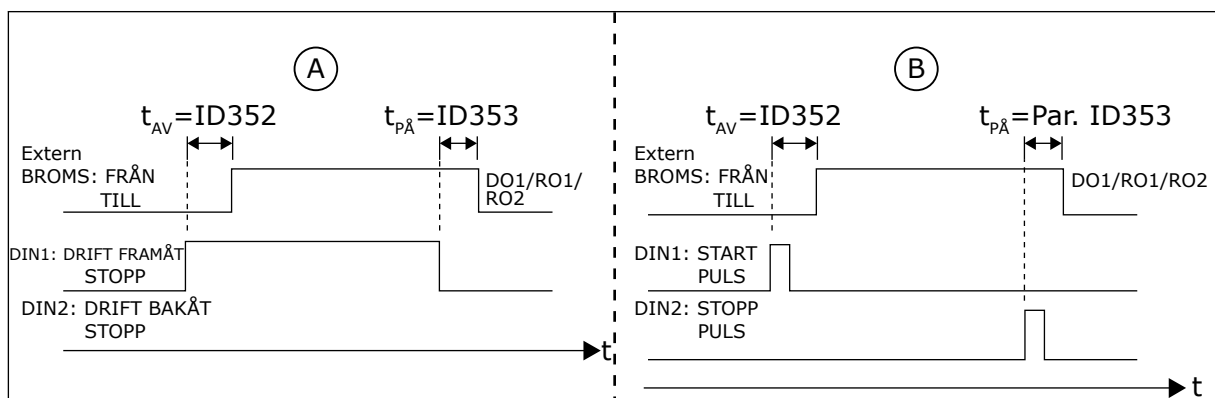 A
t_AV=ID352
t_PÅ=ID353
Extern
BROMS: FRÅN
TILL
DO1/RO1/
RO2
DIN1: DRIFT FRAMÅT
STOPP
DIN2: DRIFT BAKÅT
STOPP
t
B
t_AV=ID352
t_PÅ=Par. ID353
Extern
BROMS: FRÅN
TILL
DO1/RO1/RO2
DIN1: START
PULS
DIN2: STOPP
PULS
t